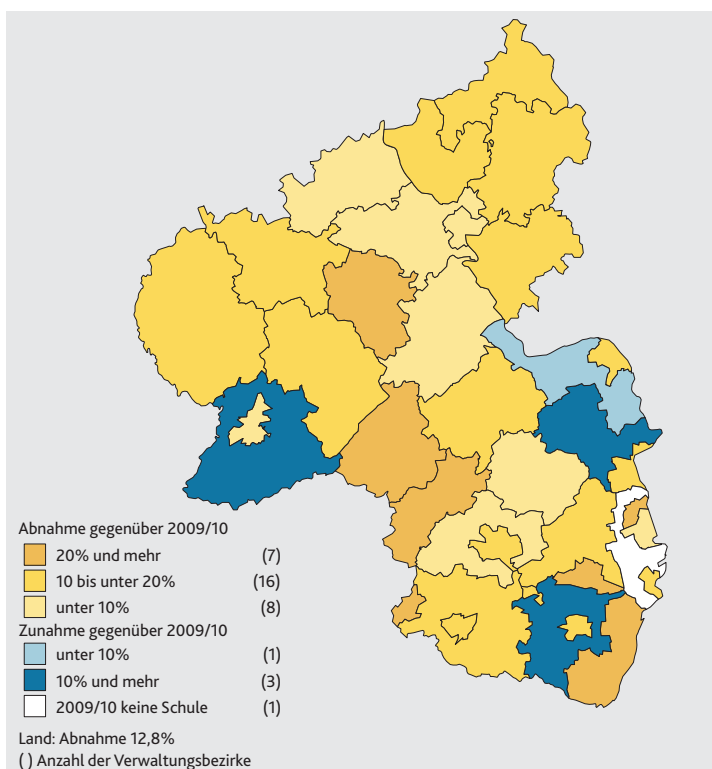 Abnahme gegenüber 2009/10
20% und mehr (7)
10 bis unter 20% (16)
unter 10% (8)
Zunahme gegenüber 2009/10
unter 10% (1)
10% und mehr (3)
2009/10 keine Schule (1)
Land: Abnahme 12,8%
( ) Anzahl der Verwaltungsbezirke